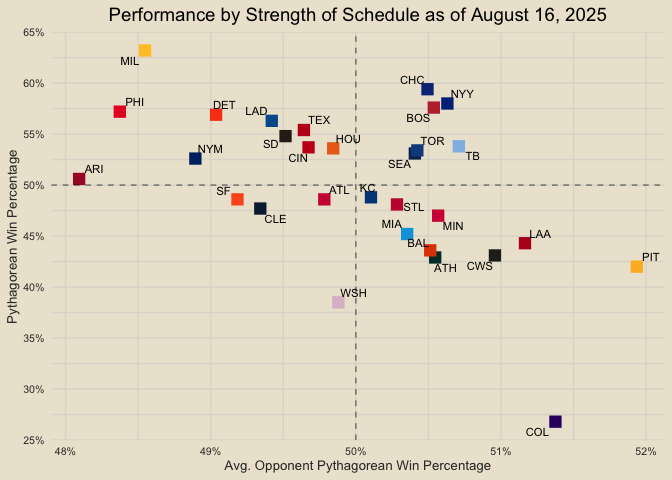 Performance by Strength of Schedule as of August 16, 2025
65%
60%
55%
50%
45%
40%
35%
30%
25%
Pythagorean Win Percentage
MIL
PHI
DET
LAD
TEX
CHC
NYY
BOS
NYM
SD
CIN
HOU
SEA
TOR
TB
ARI
SF
CLE
ATL
KC
STL
MIN
MIA
BAL
ATH
CWS
LAA
PIT
WSH
COL
48%
49%
50%
51%
52%
Avg. Opponent Pythagorean Win Percentage